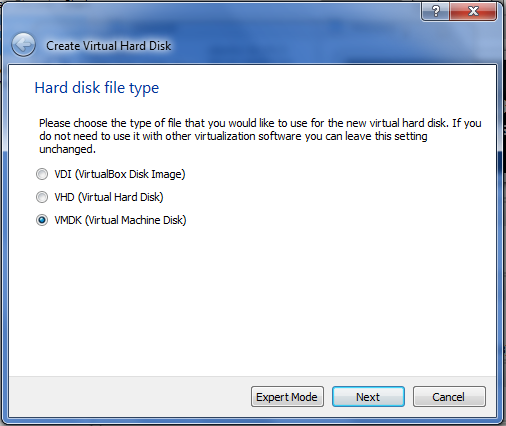 ?
Create Virtual Hard Disk
Hard disk file type
Please choose the type of file that you would like to use for the new virtual hard disk. If you
do not need to use it with other virtualization software you can leave this setting
unchanged.
VDI (VirtualBox Disk Image)
VHD (Virtual Hard Disk)
VMDK (Virtual Machine Disk)
Expert Mode
Next
Cancel